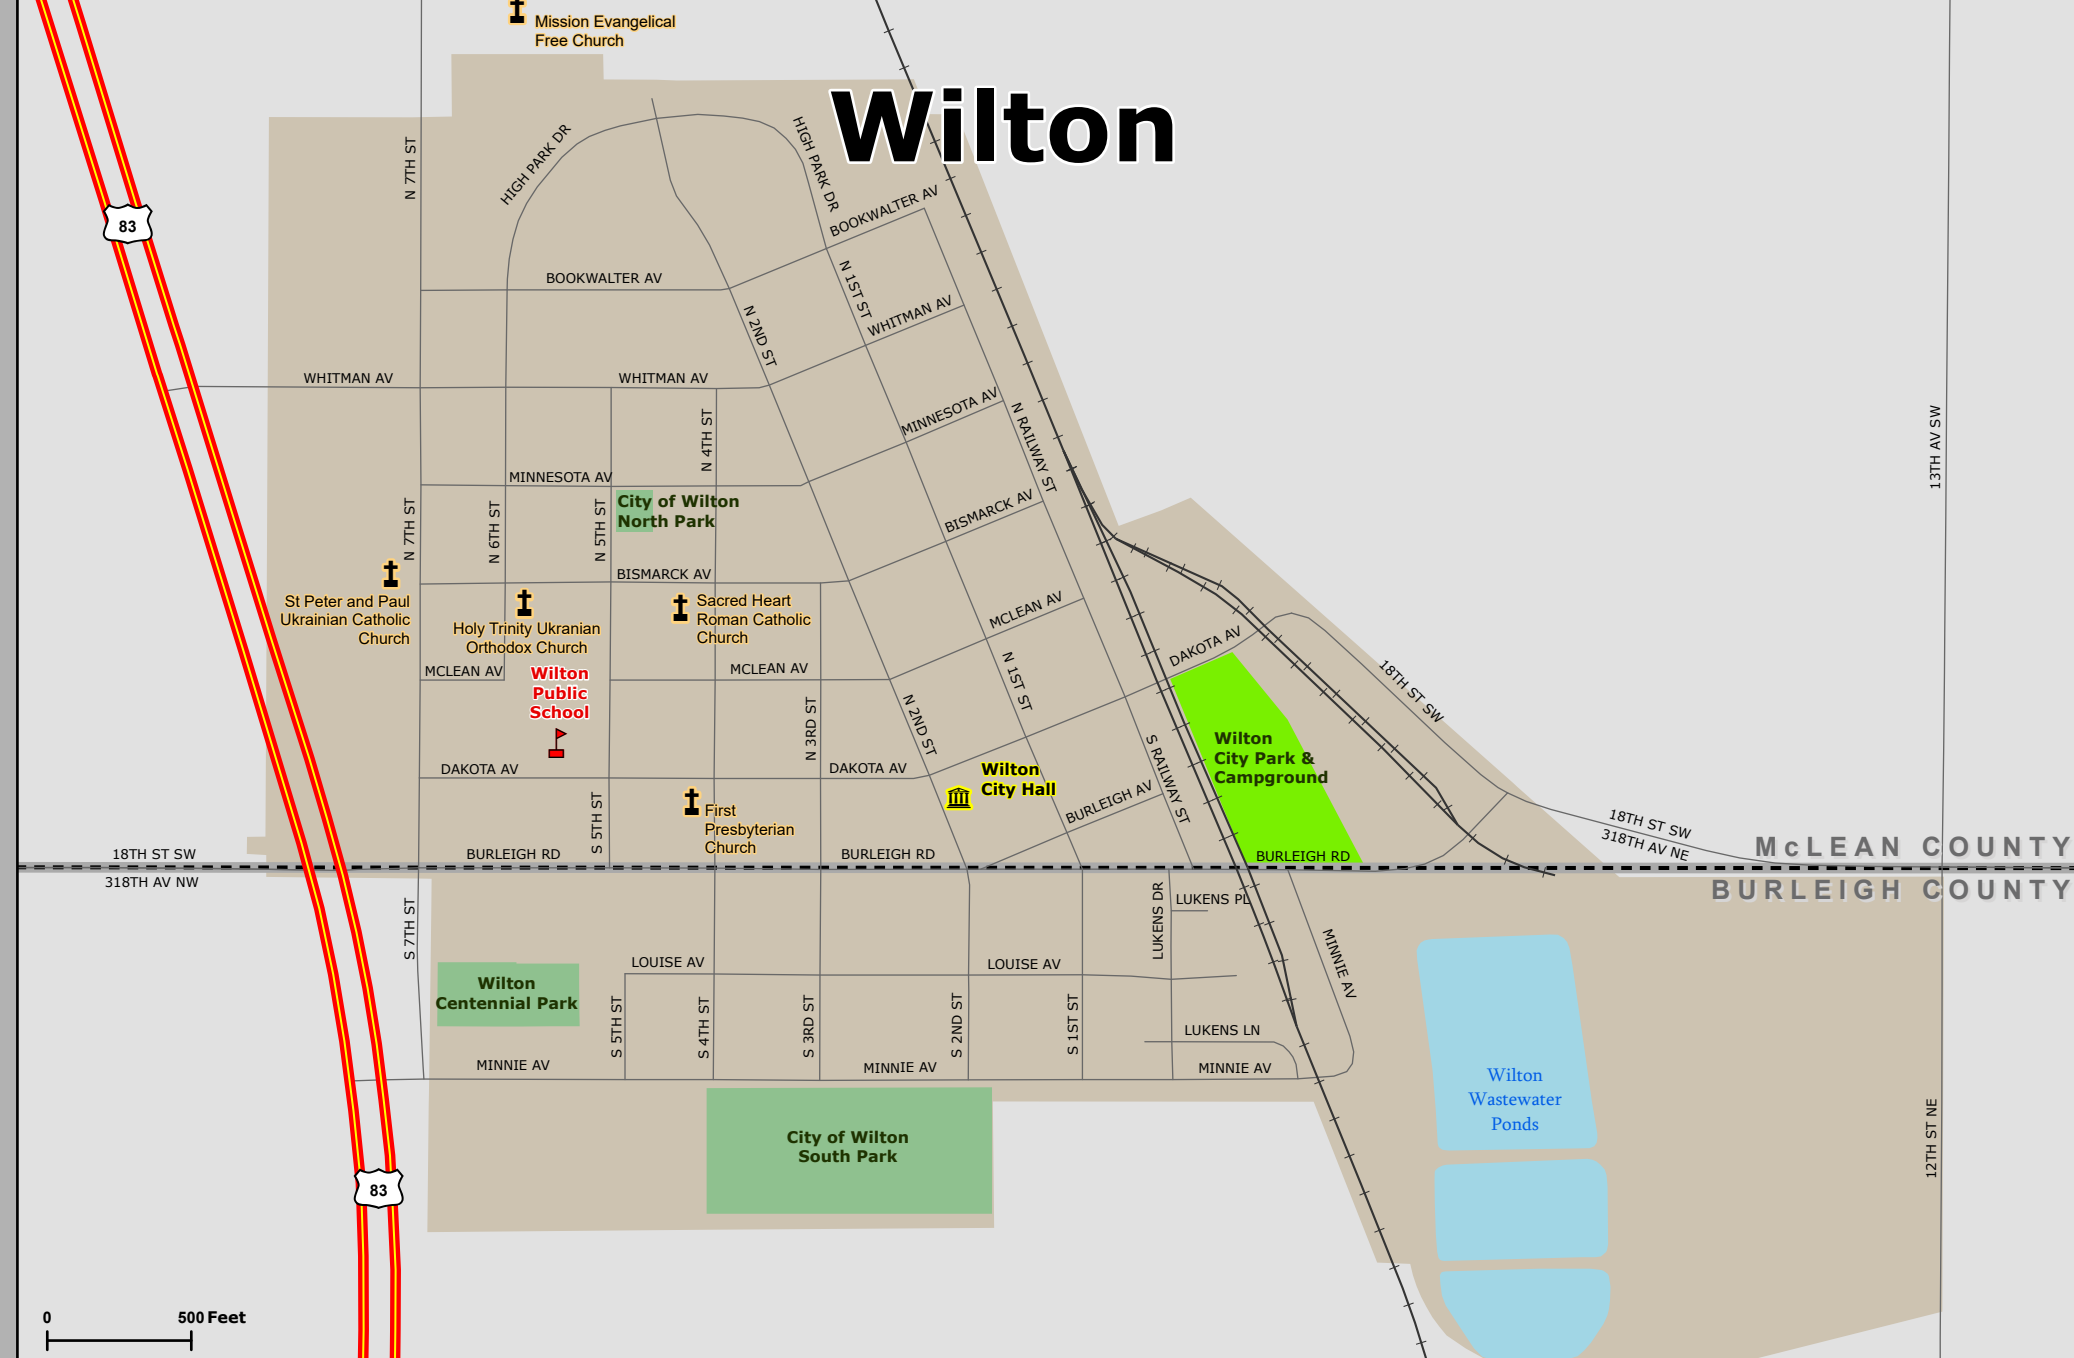 Mission Evangelical
Free Church
Wilton
N 7TH ST
HIGH PARK DR
HIGH PARK DR
BOOKWALTER AV
83
BOOKWALTER AV
N 1ST ST
WHITMAN AV
N 2ND ST
WHITMAN AV
WHITMAN AV
MINNESOTA AV
N RAILWAY ST
N 4TH ST
13TH AV SW
MINNESOTA AV
City of Wilton
North Park
N 7TH ST
N 6TH ST
N 5TH ST
BISMARCK AV
BISMARCK AV
St Peter and Paul
Ukrainian Catholic
Church
Holy Trinity Ukranian
Orthodox Church
Sacred Heart
Roman Catholic
Church
MCLEAN AV
DAKOTA AV
MCLEAN AV
Wilton
Public
School
MCLEAN AV
N 1ST ST
18TH ST SW
N 3RD ST
N 2ND ST
S RAILWAY ST
Wilton
City Park &
Campground
DAKOTA AV
DAKOTA AV
Wilton
City Hall
BURLEIGH AV
S 5TH ST
First
Presbyterian
Church
18TH ST SW
318TH AV NE
McLEAN COUNTY
18TH ST SW
BURLEIGH RD
BURLEIGH RD
BURLEIGH RD
318TH AV NW
BURLEIGH COUNTY
S 7TH ST
LUKENS DR
LUKENS PL
MINNIE AV
LOUISE AV
LOUISE AV
Wilton
Centennial Park
S 5TH ST
S 4TH ST
S 3RD ST
S 2ND ST
S 1ST ST
LUKENS LN
MINNIE AV
MINNIE AV
MINNIE AV
Wilton
Wastewater
Ponds
City of Wilton
South Park
12TH ST NE
83
0
500 Feet